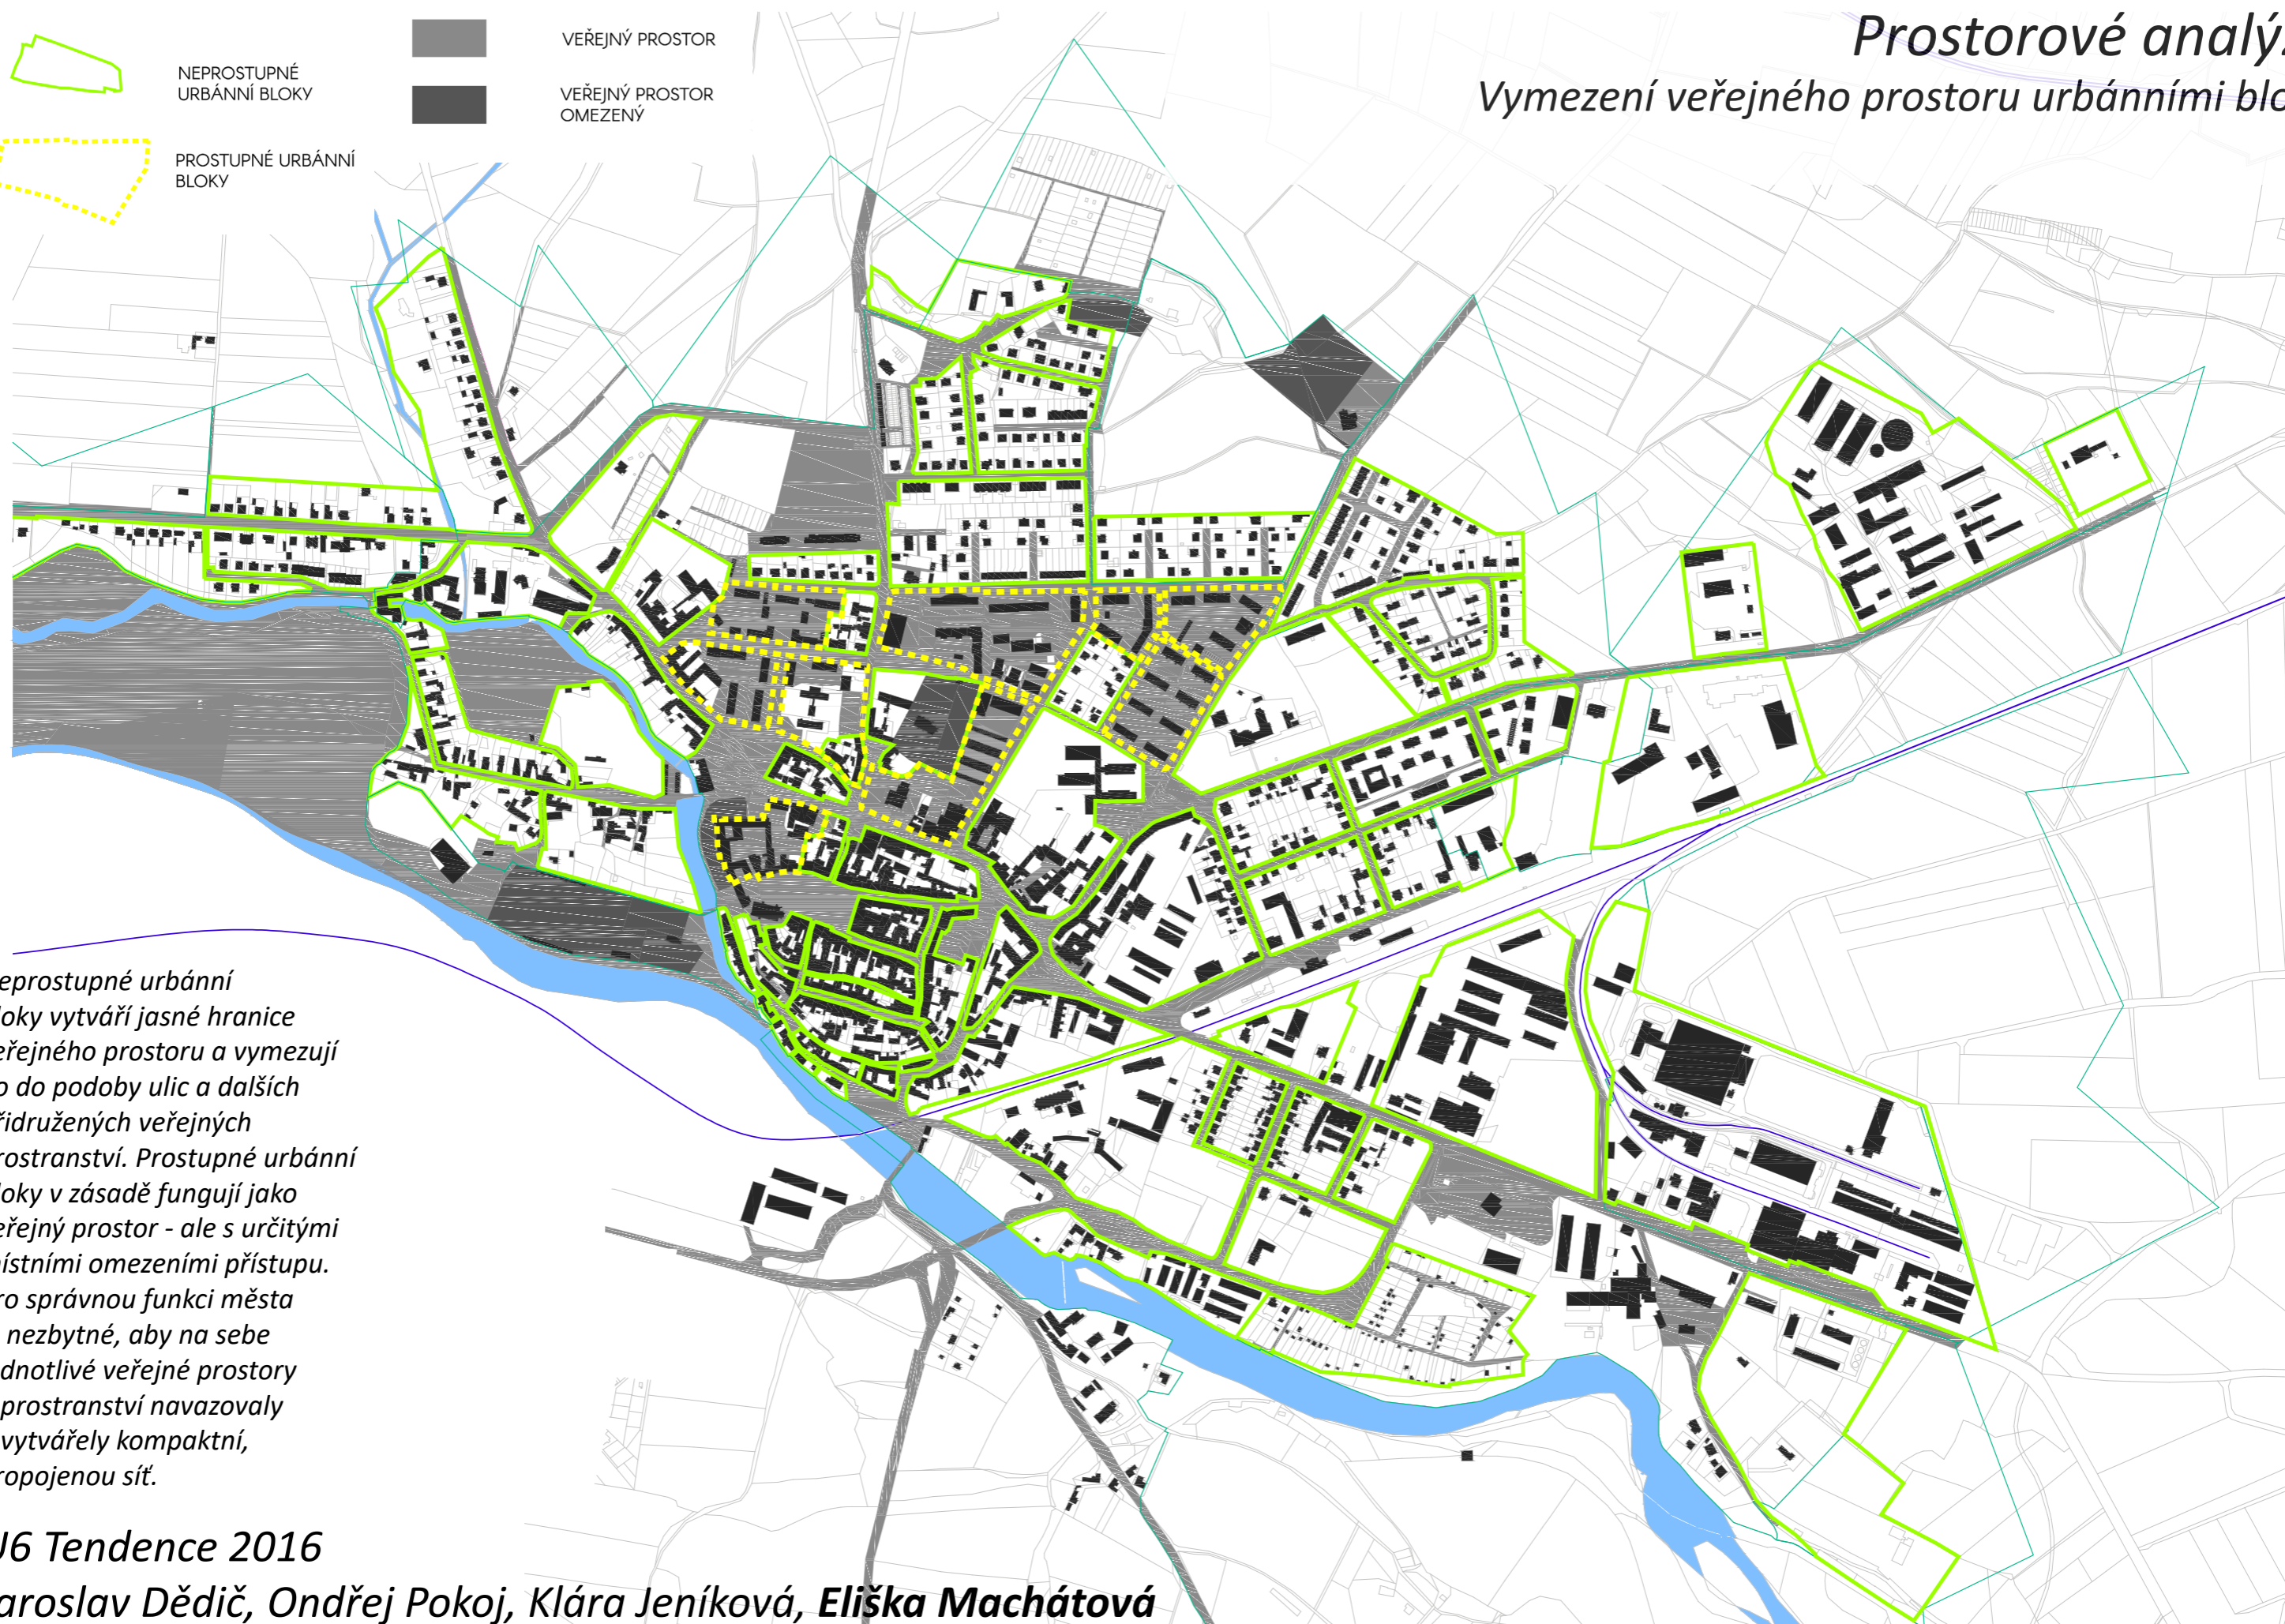 Prostorové analý
Vymezení veřejného prostoru urbánními blo
NEPROSTUPNÉ
URBÁNNÍ BLOKY
VEŘEJNÝ PROSTOR
VEŘEJNÝ PROSTOR
OMEZENÝ
PROSTUPNÉ URBÁNNÍ
BLOKY
eprostupné urbánní
loky vytváří jasné hranice
eřejného prostoru a vymezují
o do podoby ulic a dalších
řidružených veřejných
rostranství. Prostupné urbánní
loky v zásadě fungují jako
eřejný prostor - ale s určitými
ístními omezeními přístupu.
ro správnou funkci města
nezbytné, aby na sebe
dnotlivé veřejné prostory
prostranství navazovaly
vytvářely kompaktní,
ropojenou síť.
J6 Tendence 2016
aroslav Dědič, Ondřej Pokoj, Klára Jeníková, Eliška Machátová